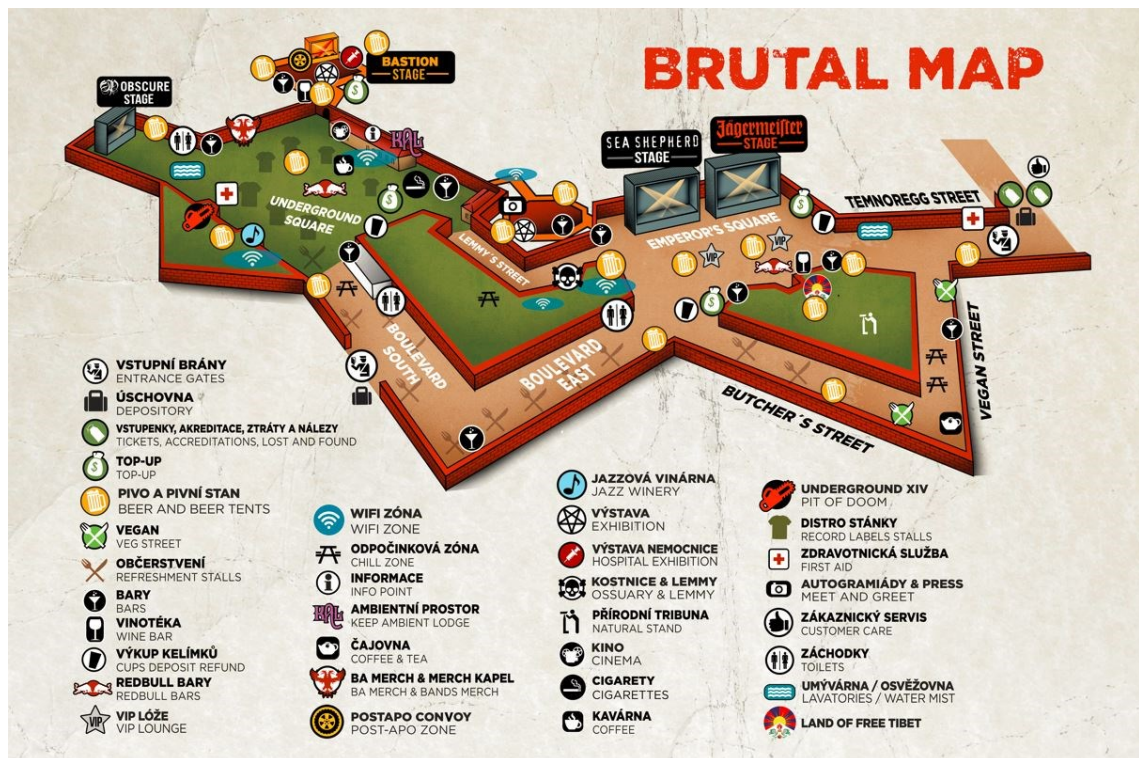 BRUTAL MAP
BASTION
STAGE
OBSCURE
STAGE
KAL
SEA SHEPHERD
STAGE
Jägermeister
STAGE
TEMNOREGG STREET
EMPEROR'S SQUARE
UNDERGROUND
SQUARE
LEMMY'S STREET
VIP
VIP
BOULEVARD
SOUTH
BOULEVARD
EAST
BUTCHER'S STREET
VEGAN STREET
VSTUPNÍ BRÁNY
ENTRANCE GATES
ÚSCHOVNA
DEPOSITORY
VSTUPENKY, AKREDITACE, ZTRÁTY A NÁLEZY
TICKETS, ACCREDITATIONS, LOST AND FOUND
TOP-UP
TOP-UP
PIVO A PIVNÍ STAN
BEER AND BEER TENTS
VEGAN
VEG STREET
OBČERSTVENÍ
REFRESHMENT STALLS
BARY
BARS
VINOTÉKA
WINE BAR
VÝKUP KELÍMKŮ
CUPS DEPOSIT REFUND
REDBULL BARY
REDBULL BARS
VIP
VIP LÓŽE
VIP LOUNGE
WIFI ZÓNA
WIFI ZONE
ODPOČINKOVÁ ZÓNA
CHILL ZONE
INFORMACE
INFO POINT
KAL
AMBIENTNÍ PROSTOR
KEEP AMBIENT LODGE
ČAJOVNA
COFFEE & TEA
BA MERCH & MERCH KAPEL
BA MERCH & BANDS MERCH
POSTAPO CONVOY
POST-APO ZONE
JAZZOVÁ VINÁRNA
JAZZ WINERY
VÝSTAVA
EXHIBITION
VÝSTAVA NEMOCNICE
HOSPITAL EXHIBITION
KOSTNICE & LEMMY
OSSUARY & LEMMY
PŘÍRODNÍ TRIBUNA
NATURAL STAND
KINO
CINEMA
CIGARETY
CIGARETTES
KAVÁRNA
COFFEE
UNDERGROUND XIV
PIT OF DOOM
DISTRO STÁNKY
RECORD LABELS STALLS
ZDRAVOTNICKÁ SLUŽBA
FIRST AID
AUTOGRAMIÁDY & PRESS
MEET AND GREET
ZÁKAZNICKÝ SERVIS
CUSTOMER CARE
ZÁCHODKY
TOILETS
UMÝVÁRNA / OSVĚŽOVNA
LAVATORIES / WATER MIST
LAND OF FREE TIBET